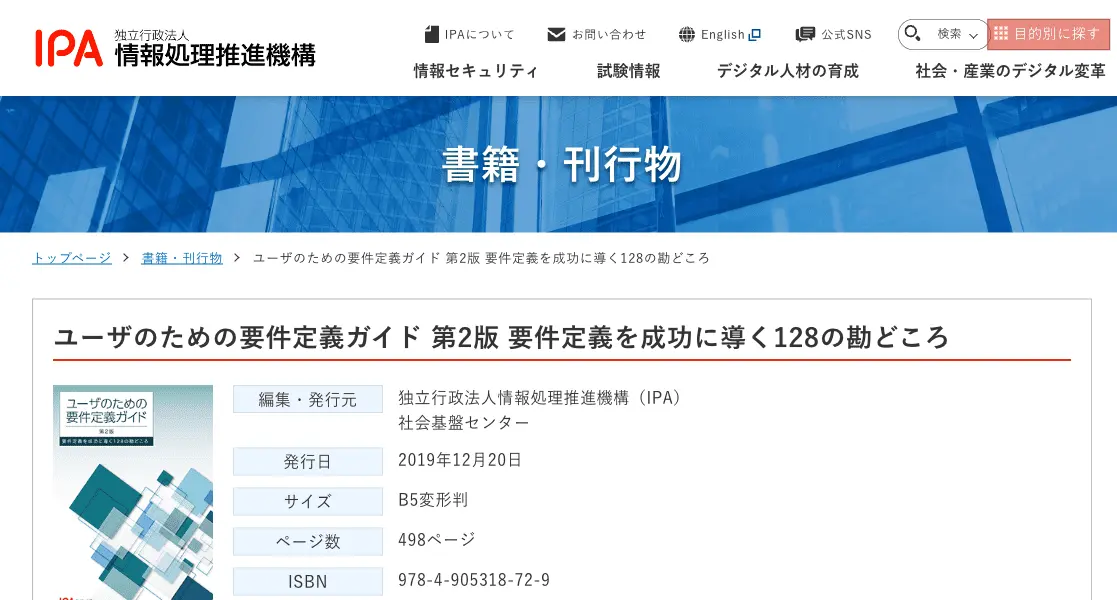 IPA 独立行政法人
情報処理推進機構
IPAについて お問い合わせ English 公式SNS 検索 目的別に探す
情報セキュリティ 試験情報 デジタル人材の育成 社会・産業のデジタル変革
書籍・刊行物
トップページ > 書籍・刊行物 > ユーザのための要件定義ガイド 第2版 要件定義を成功に導く128の勘どころ
ユーザのための要件定義ガイド 第2版 要件定義を成功に導く128の勘どころ
ユーザのための
要件定義ガイド
第2版
要件定義を成功に導く128の勘どころ
編集・発行元 独立行政法人情報処理推進機構（IPA）
社会基盤センター
発行日 2019年12月20日
サイズ B5変形判
ページ数 498ページ
ISBN 978-4-905318-72-9